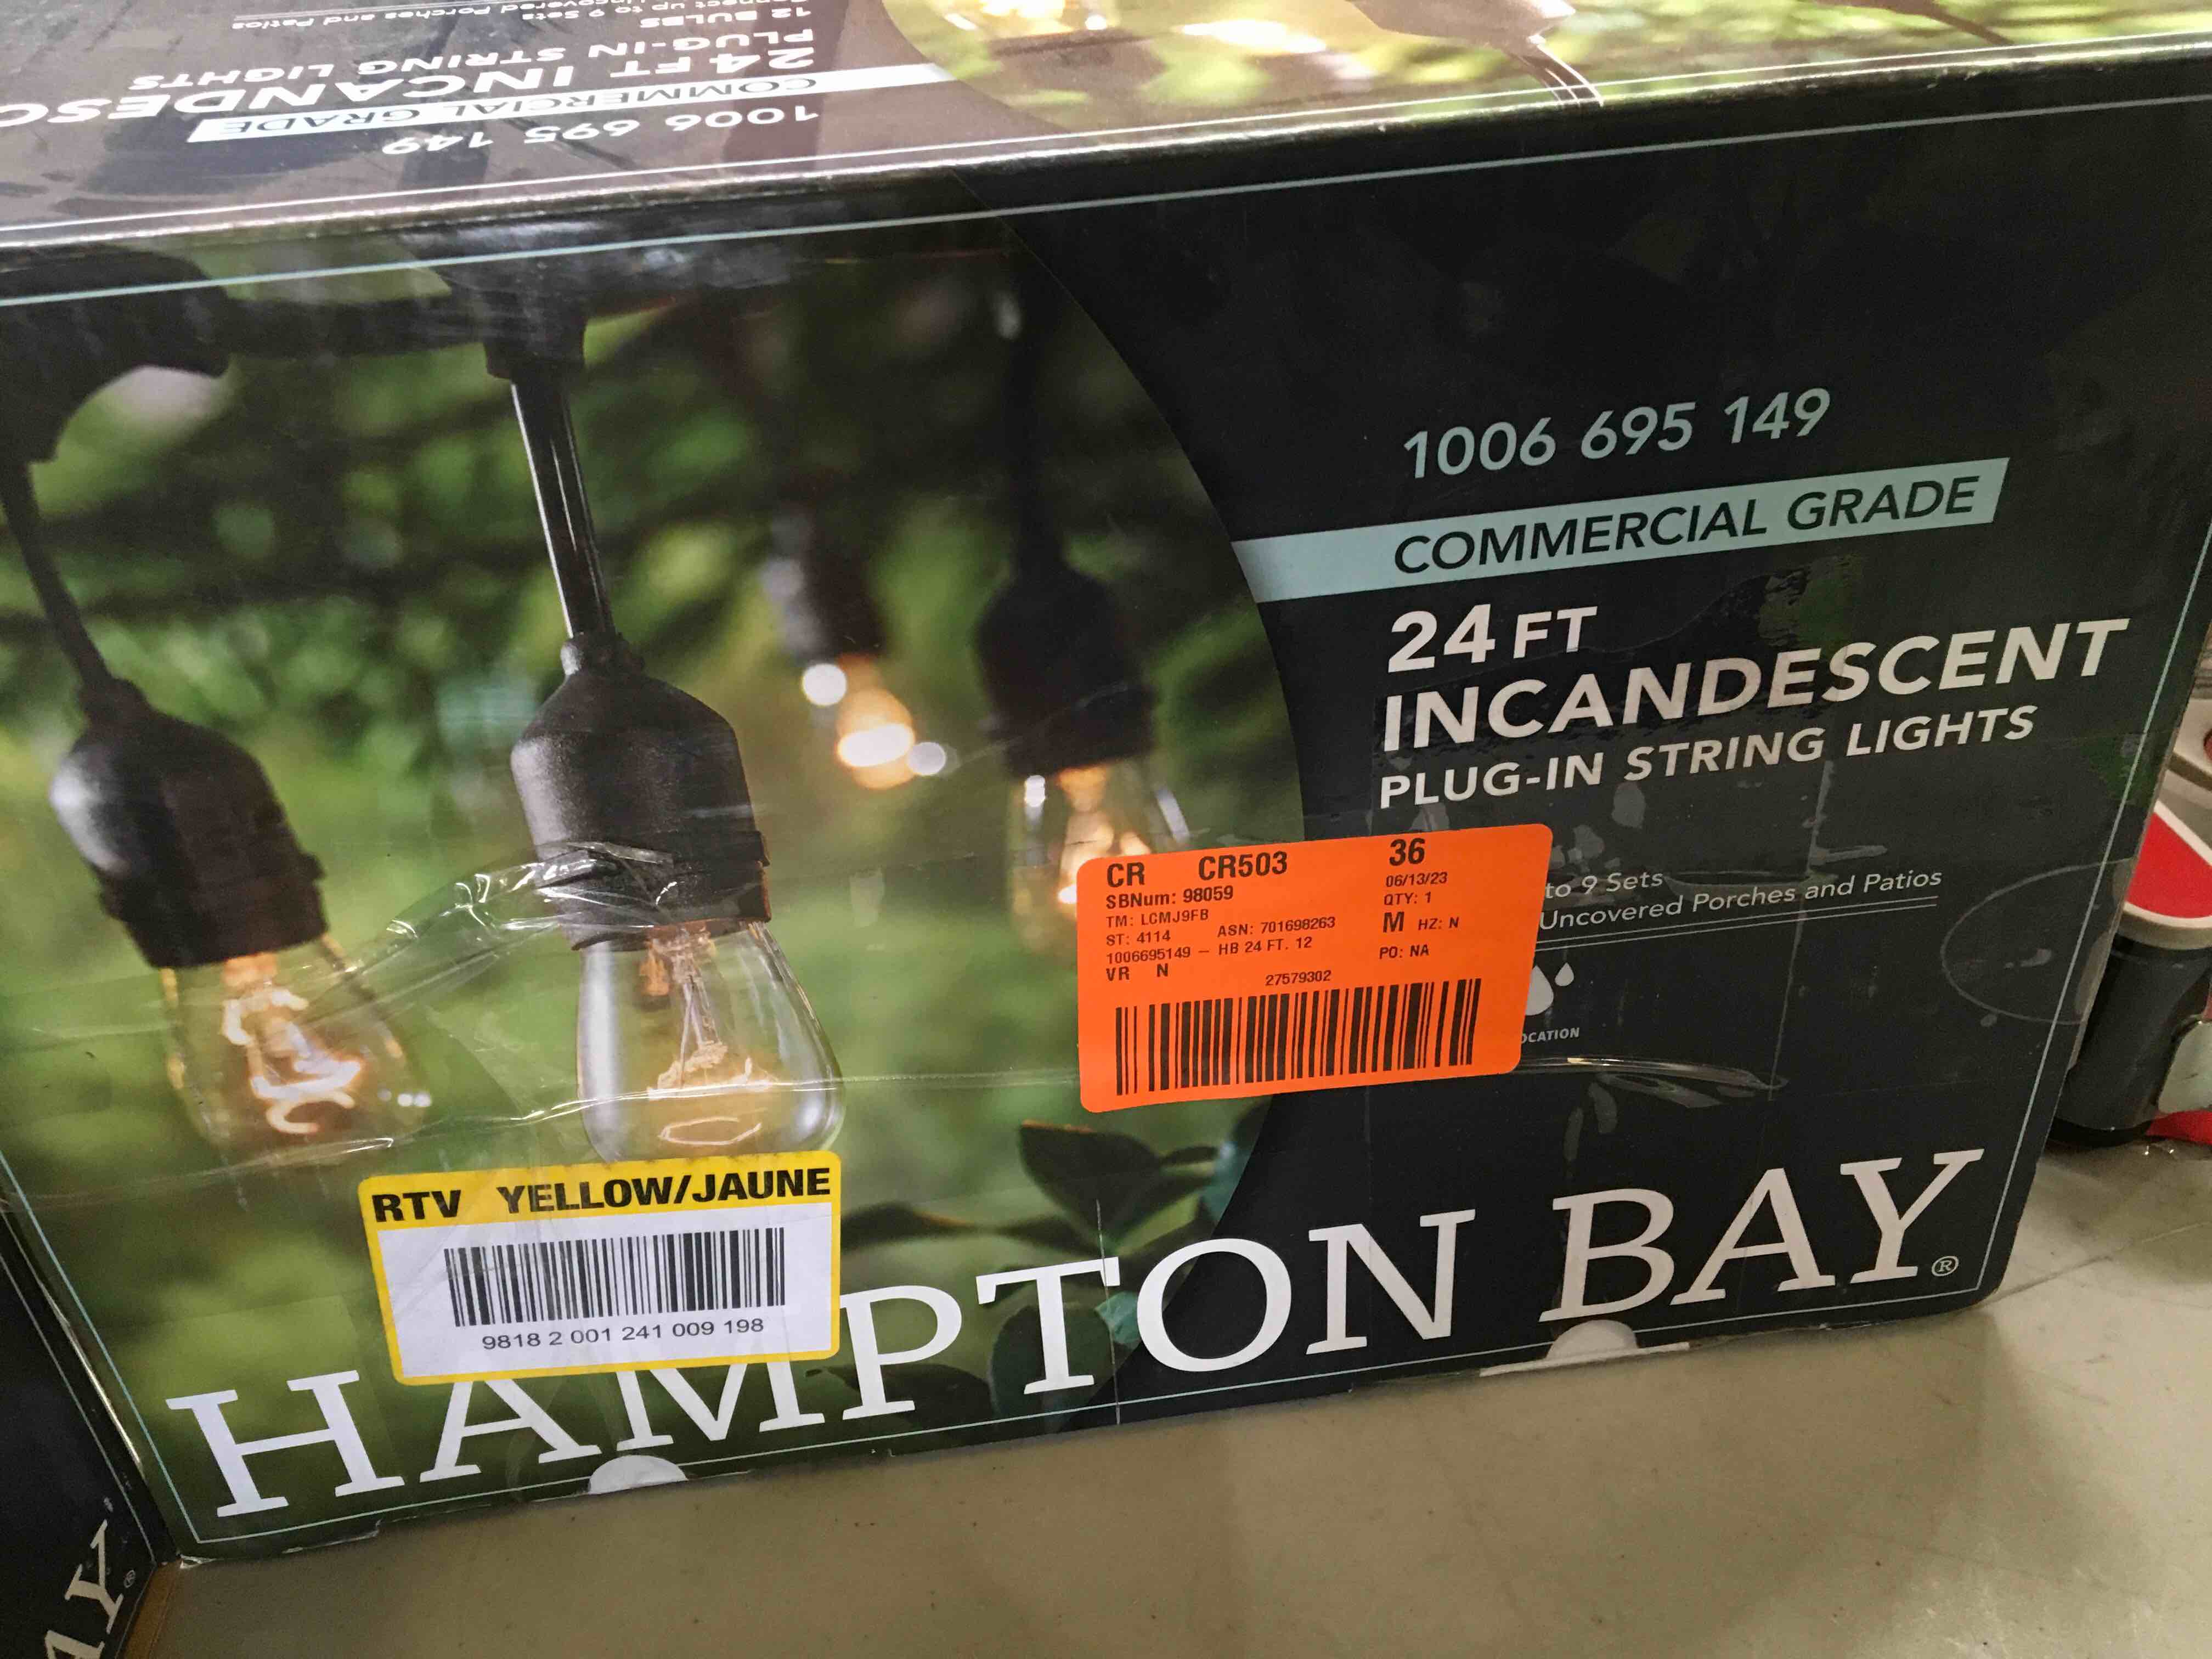 1006 695 149
COMMERCIAL GRADE
24 FT INCANDESC
PLUG-IN STRING LIGHTS
12 BULBS
Connect up to 9 Sets
Uncovered Porches and Patios
1006 695 149
COMMERCIAL GRADE
24 FT
INCANDESCENT
PLUG-IN STRING LIGHTS
to 9 Sets
Uncovered Porches and Patios
OCATION
CR CR503 36
SBNum: 98059 06/13/23
TM: LCMJ9FB QTY: 1
ST: 4114 ASN: 701698263 M HZ: N
1006695149 – HB 24 FT. 12 PO: NA
VR N
27579302
RTV YELLOW/JAUNE
9818 2 001 241 009 198
HAMPTON BAY®
AY®